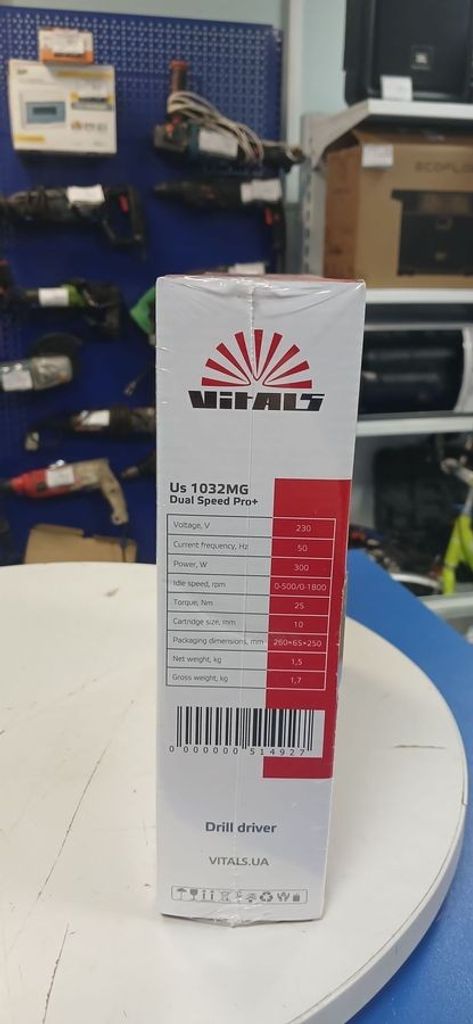 JBL
ECOFLOW
VitALS
Us 1032MG
Dual Speed Pro+
Voltage, V 230
Current frequency, Hz 50
Power, W 300
Idle speed, rpm 0-500/0-1800
Torque, Nm 25
Cartridge size, mm 10
Packaging dimensions, mm 260×65×250
Net weight, kg 1,5
Gross weight, kg 1,7
0 000000 514927
Drill driver
VITALS.UA